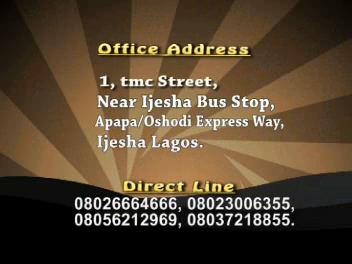 Office Address
1, tmc Street,
Near Ijesha Bus Stop,
Apapa/Oshodi Express Way,
Ijesha Lagos.
Direct Line
08026664666, 08023006355,
08056212969, 08037218855.